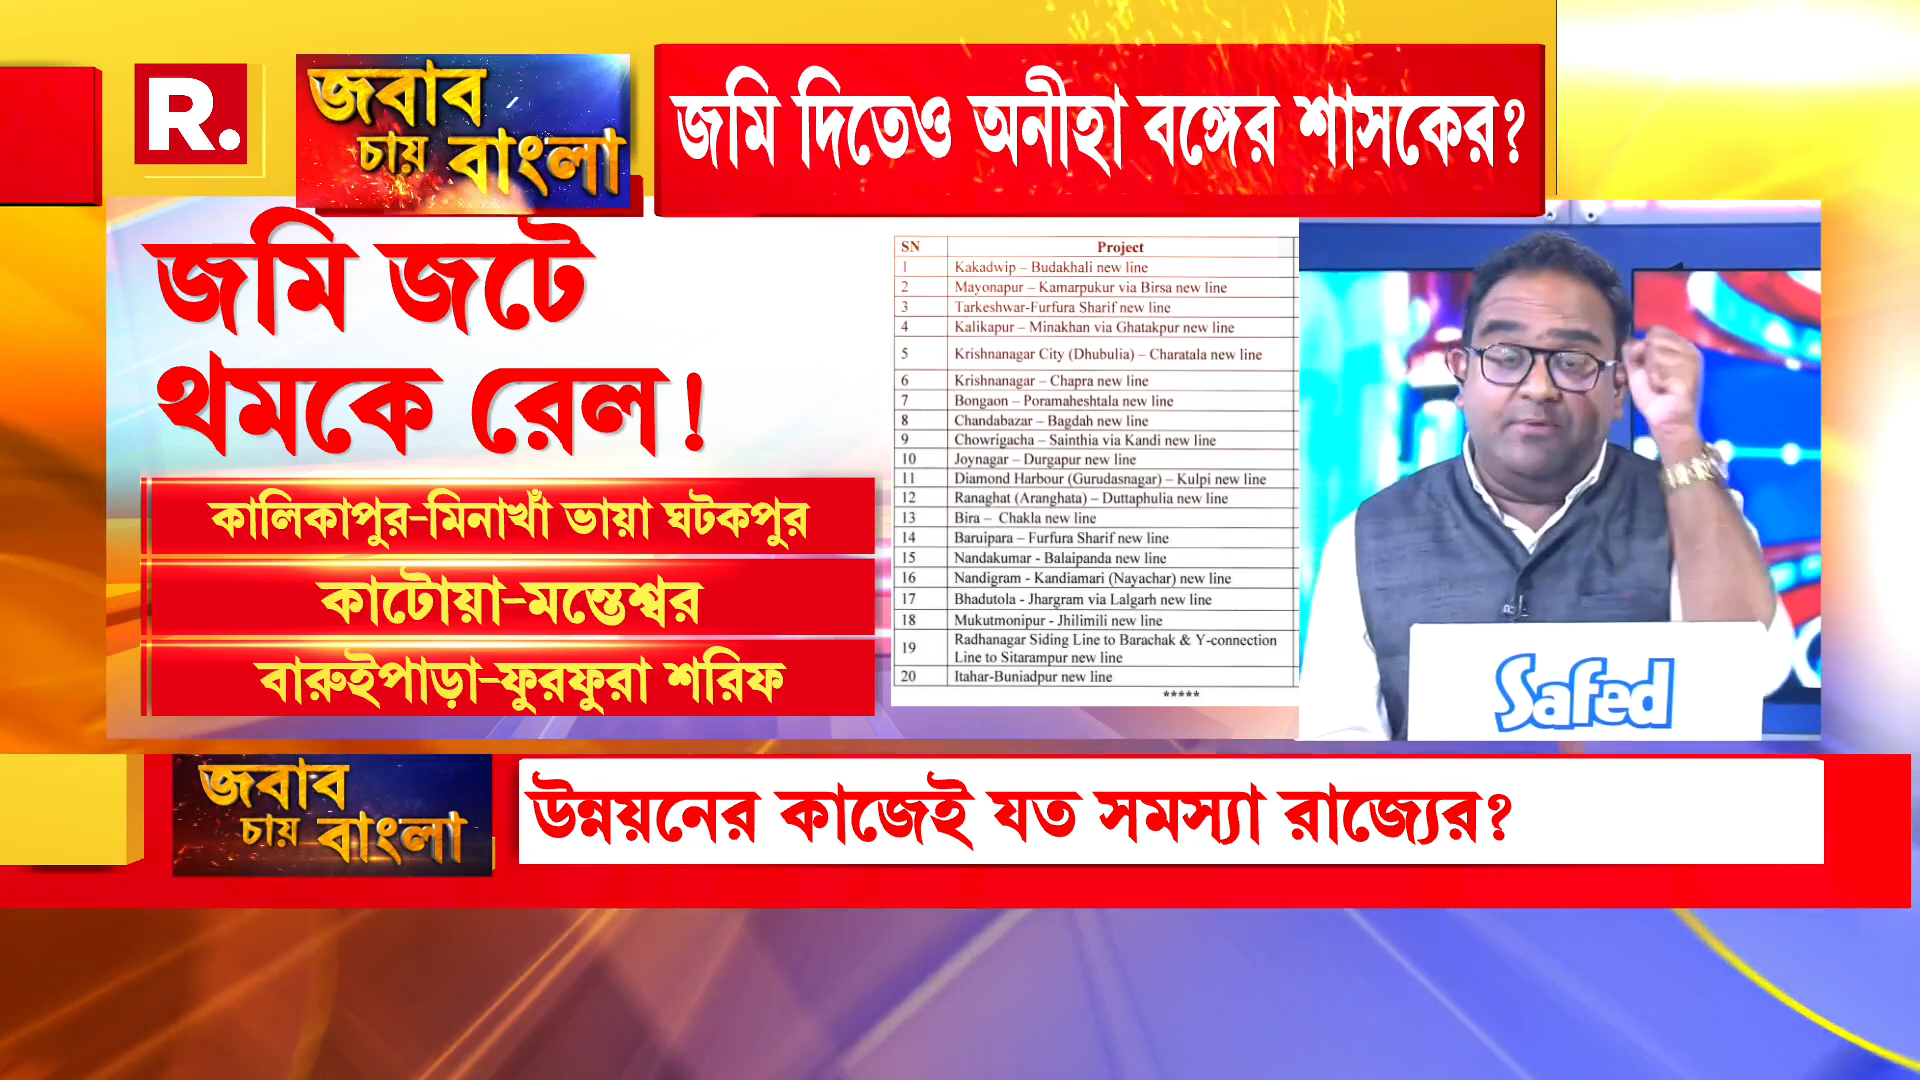 R.
জবাব
চায় বাংলা
জমি দিতেও অনীহা বঙ্গের শাসকের?
জমি জটে
থমকে রেল!
কালিকাপুর-মিনাখাঁ ভায়া ঘটকপুর
কাটোয়া-মন্তেশ্বর
বারুইপাড়া-ফুরফুরা শরিফ
SN Project
1 Kakadwip – Budakhali new line
2 Mayonapur – Kamarpukur via Birsa new line
3 Tarkeshwar-Furfura Sharif new line
4 Kalikapur – Minakhan via Ghatakpur new line
5 Krishnanagar City (Dhubulia) – Charatala new line
6 Krishnanagar – Chapra new line
7 Bongaon – Poramaheshtala new line
8 Chandabazar – Bagdah new line
9 Chowrigacha – Sainthia via Kandi new line
10 Joynagar – Durgapur new line
11 Diamond Harbour (Gurudasnagar) – Kulpi new line
12 Ranaghat (Aranghata) – Duttaphulia new line
13 Bira – Chakla new line
14 Baruipara – Furfura Sharif new line
15 Nandakumar - Balaipanda new line
16 Nandigram - Kandiamari (Nayachar) new line
17 Bhadutola - Jhargram via Lalgarh new line
18 Mukutmonipur - Jhilimili new line
19 Radhanagar Siding Line to Barachak & Y-connection
Line to Sitarampur new line
20 Itahar-Buniadpur new line
*****
Safed
জবাব
চায় বাংলা
উন্নয়নের কাজেই যত সমস্যা রাজ্যের?